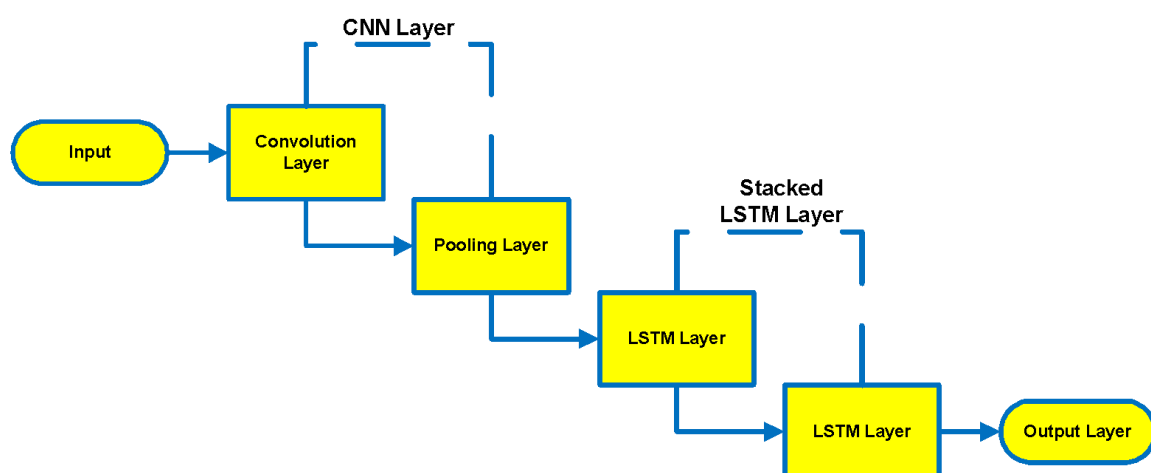 CNN Layer
Input
Convolution
Layer
Pooling Layer
Stacked
LSTM Layer
LSTM Layer
LSTM Layer
Output Layer